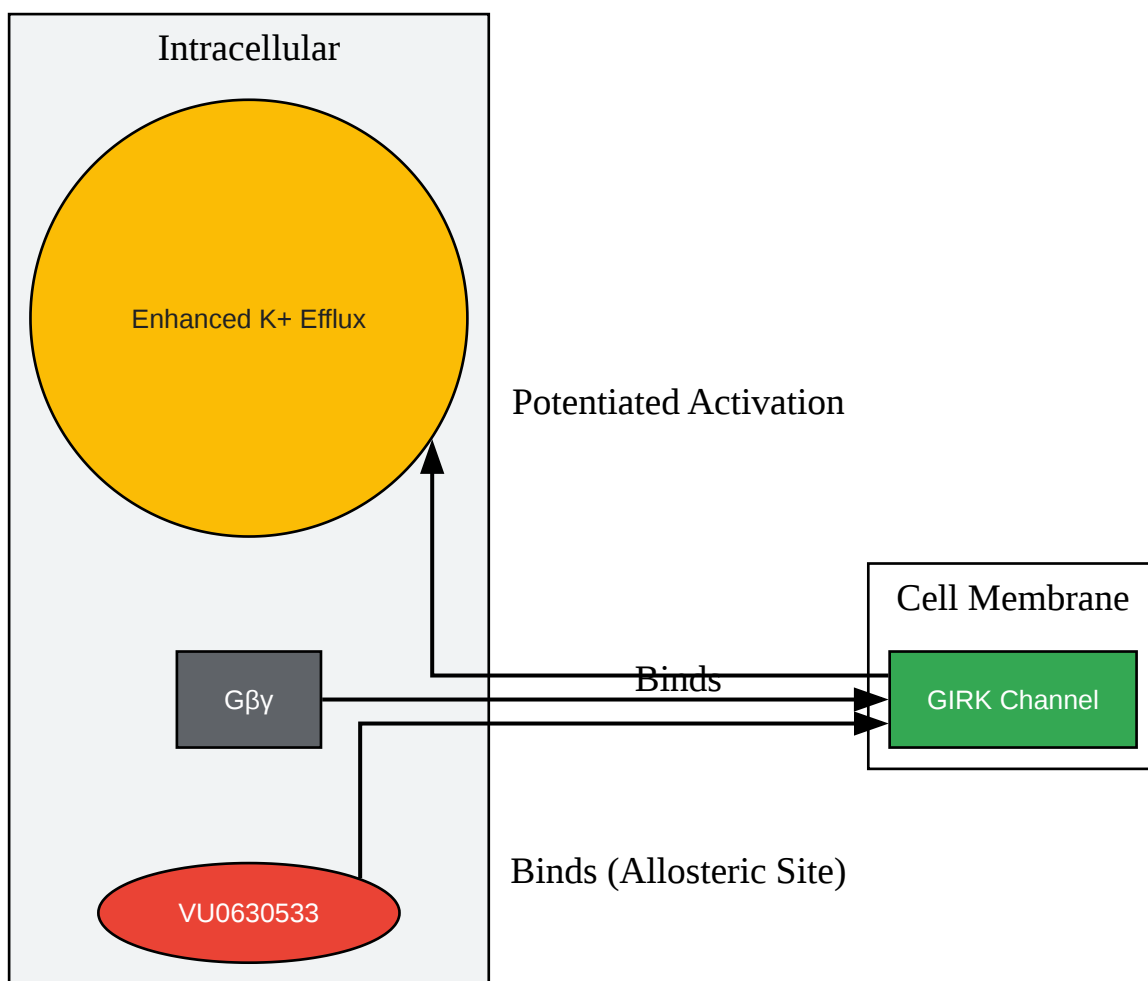 Intracellular
Enhanced K+ Efflux
Potentiated Activation
Cell Membrane
Binds
Gβγ
GIRK Channel
Binds (Allosteric Site)
VU0630533